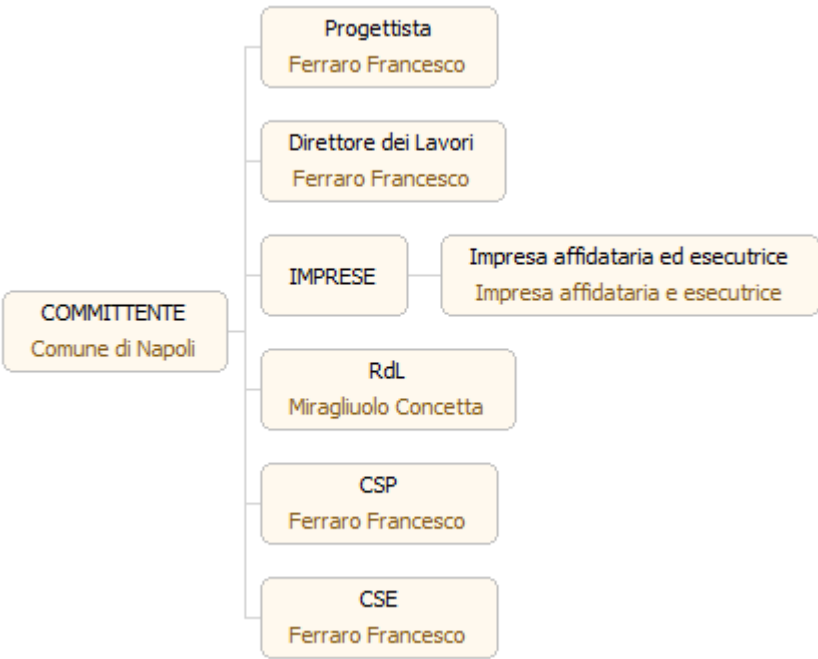 Progettista
Ferraro Francesco
Direttore dei Lavori
Ferraro Francesco
IMPRESE
Impresa affidataria ed esecutrice
Impresa affidataria e esecutrice
COMMITTENTE
Comune di Napoli
RdL
Miragliuolo Concetta
CSP
Ferraro Francesco
CSE
Ferraro Francesco